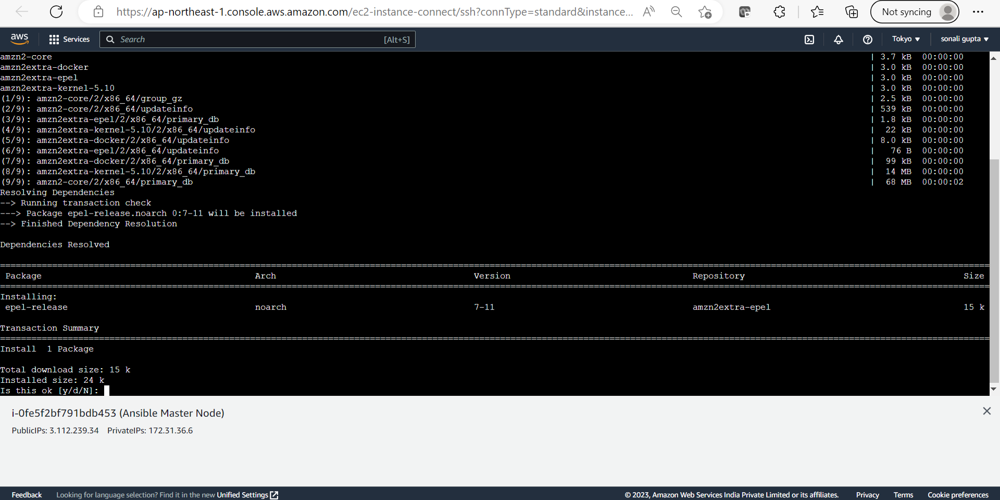 https://ap-northeast-1.console.aws.amazon.com/ec2-instance-connect/ssh?connType=standard&instance...
Not syncing
aws
Services
Search
[Alt+S]
Tokyo
sonali gupta
amzn2-core | 3.7 kB 00:00:00
amzn2extra-docker | 3.0 kB 00:00:00
amzn2extra-epel | 3.0 kB 00:00:00
amzn2extra-kernel-5.10 | 3.0 kB 00:00:00
(1/9): amzn2-core/2/x86_64/group_gz | 2.5 kB 00:00:00
(2/9): amzn2-core/2/x86_64/updateinfo | 539 kB 00:00:00
(3/9): amzn2extra-epel/2/x86_64/primary_db | 1.8 kB 00:00:00
(4/9): amzn2extra-kernel-5.10/2/x86_64/updateinfo | 22 kB 00:00:00
(5/9): amzn2extra-docker/2/x86_64/updateinfo | 8.0 kB 00:00:00
(6/9): amzn2extra-epel/2/x86_64/updateinfo | 76 B 00:00:00
(7/9): amzn2extra-docker/2/x86_64/primary_db | 99 kB 00:00:00
(8/9): amzn2extra-kernel-5.10/2/x86_64/primary_db | 14 MB 00:00:00
(9/9): amzn2-core/2/x86_64/primary_db | 68 MB 00:00:02
Resolving Dependencies
--> Running transaction check
---> Package epel-release.noarch 0:7-11 will be installed
--> Finished Dependency Resolution
Dependencies Resolved
Package Arch Version Repository Size
Installing:
epel-release noarch 7-11 amzn2extra-epel 15 k
Transaction Summary
Install 1 Package
Total download size: 15 k
Installed size: 24 k
Is this ok [y/d/N]:
i-0fe5f2bf791bdb453 (Ansible Master Node)
PublicIPs: 3.112.239.34 PrivateIPs: 172.31.36.6
Feedback Looking for language selection? Find it in the new Unified Settings © 2023, Amazon Web Services India Private Limited or its affiliates. Privacy Terms Cookie preferences